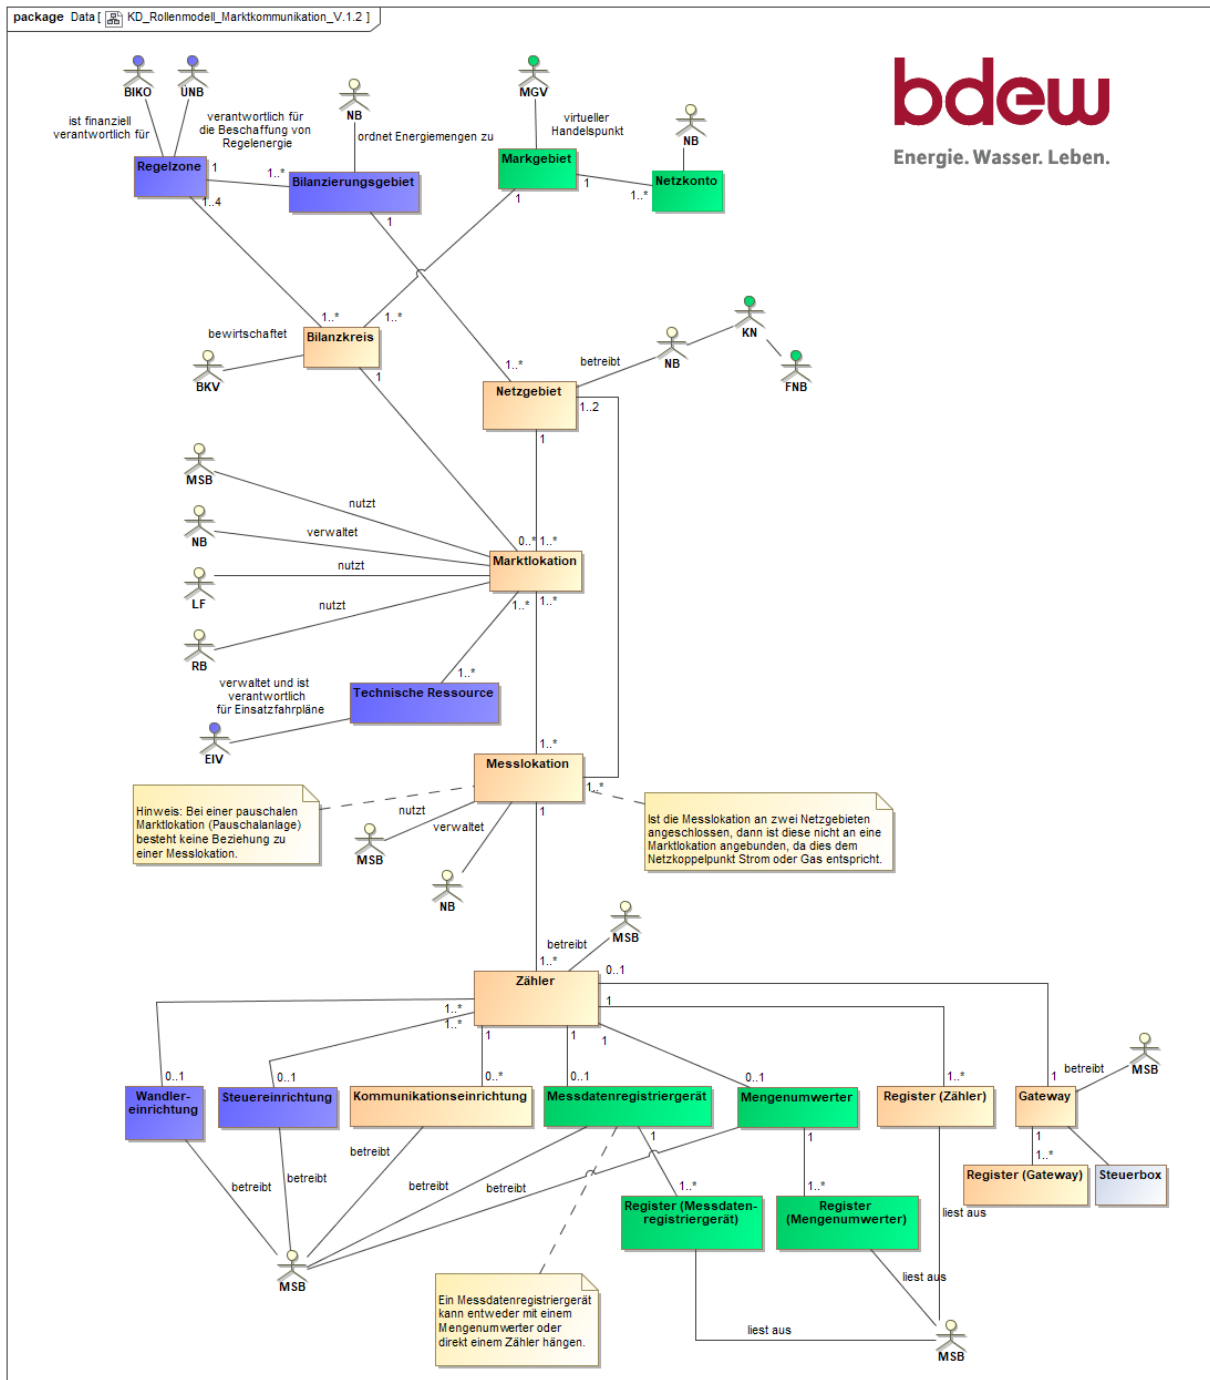 package Data [ KD_Rollenmodell_Marktkommunikation_V.1.2 ]
bdew
Energie. Wasser. Leben.
BIKO
ÜNB
NB
MGV
NB
ist finanziell
verantwortlich für
verantwortlich für
die Beschaffung von
Regelenergie
ordnet Energiemengen zu
virtueller
Handelspunkt
Regelzone
1
1..*
Bilanzierungsgebiet
Markgebiet
1
1..*
Netzkonto
1..4
1
1
1..*
1..*
bewirtschaftet
Bilanzkreis
BKV
1
KN
NB
FNB
betreibt
1..*
Netzgebiet
1..2
1
MSB
nutzt
NB
verwaltet
LF
nutzt
RB
nutzt
0..*
1..*
Marktlokation
1..*
1..*
verwaltet und ist
verantwortlich
für Einsatzfahrpläne
1..*
Technische Ressource
EIV
1..*
Messlokation
1..*
1
Hinweis: Bei einer pauschalen
Marktlokation (Pauschalanlage)
besteht keine Beziehung zu
einer Messlokation.
nutzt
MSB
verwaltet
NB
Ist die Messlokation an zwei Netzgebieten
angeschlossen, dann ist diese nicht an eine
Marktlokation angebunden, da dies dem
Netzkoppelpunkt Strom oder Gas entspricht.
MSB
betreibt
1..*
0..1
Zähler
1..*
1..*
1
1
1
1
0..1
0..1
0..*
0..1
0..1
1..*
1
Wandler-
einrichtung
Steuereinrichtung
Kommunikationseinrichtung
Messdatenregistriergerät
Mengenumwerter
Register (Zähler)
Gateway
betreibt
MSB
1
1
1
1..*
Register (Gateway)
Steuerbox
betreibt
betreibt
betreibt
betreibt
betreibt
1..*
1..*
Register (Messdaten-
registriergerät)
Register
(Mengenumwerter)
liest aus
MSB
liest aus
Ein Messdatenregistriergerät
kann entweder mit einem
Mengenumwerter oder
direkt einem Zähler hängen.
liest aus
MSB